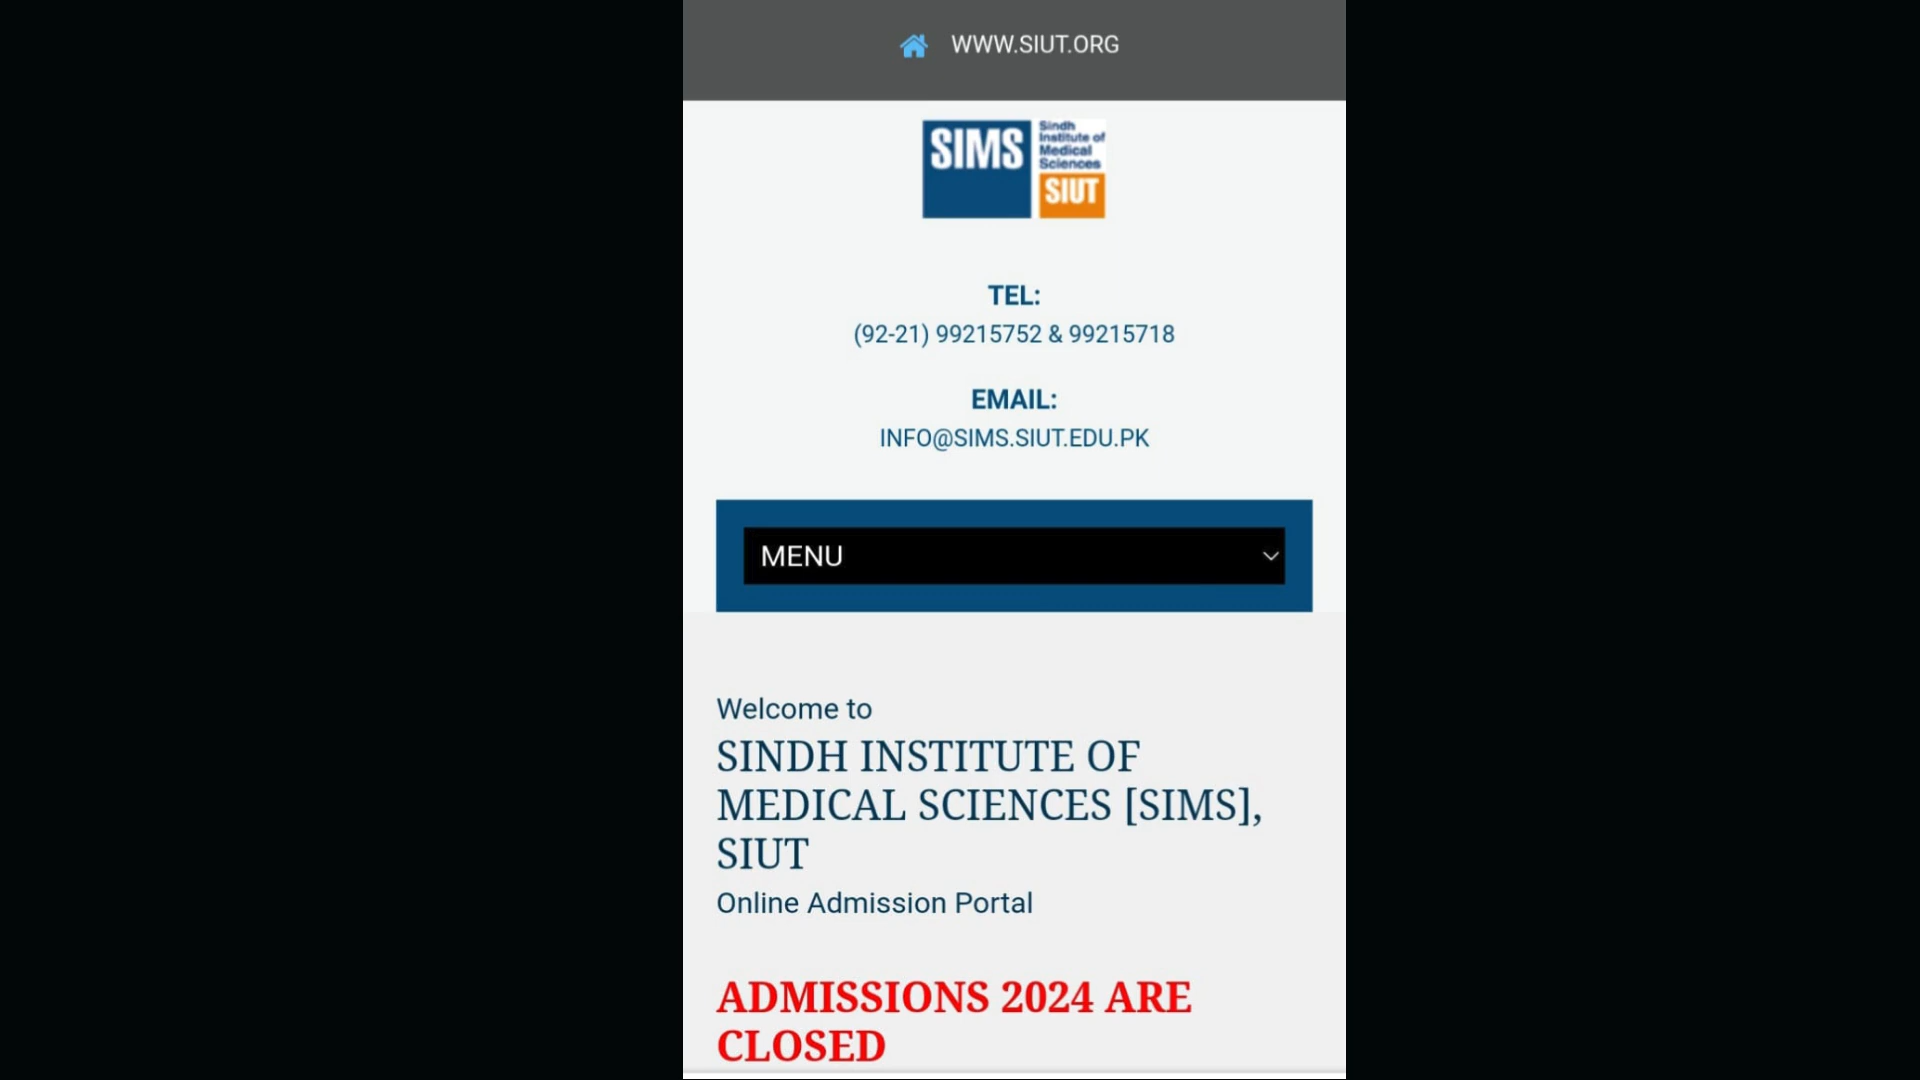 WWW.SIUT.ORG
SIMS
Sindh
Institute of
Medical
Sciences
SIUT
TEL:
(92-21) 99215752 & 99215718
EMAIL:
INFO@SIMS.SIUT.EDU.PK
MENU
Welcome to
SINDH INSTITUTE OF
MEDICAL SCIENCES [SIMS],
SIUT
Online Admission Portal
ADMISSIONS 2024 ARE
CLOSED